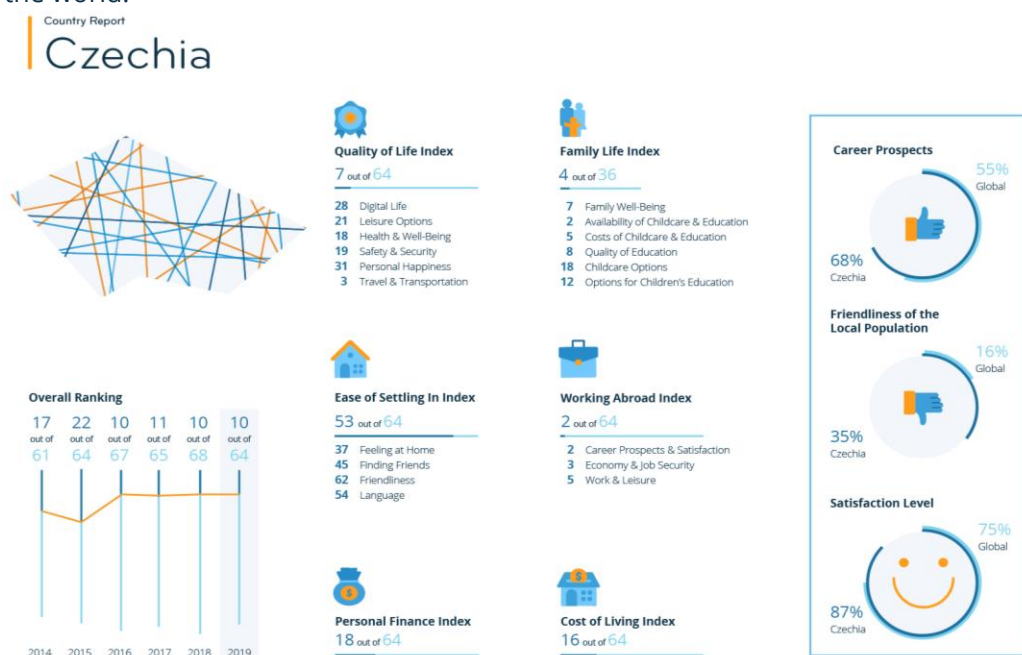 the world.
Country Report
Czechia
Quality of Life Index
7 out of 64
28 Digital Life
21 Leisure Options
18 Health & Well-Being
19 Safety & Security
31 Personal Happiness
3 Travel & Transportation
Family Life Index
4 out of 36
7 Family Well-Being
2 Availability of Childcare & Education
5 Costs of Childcare & Education
8 Quality of Education
18 Childcare Options
12 Options for Children's Education
Career Prospects
55%
Global
68%
Czechia
Friendliness of the
Local Population
16%
Global
35%
Czechia
Satisfaction Level
75%
Global
87%
Czechia
Overall Ranking
17 22 10 11 10 10
out of out of out of out of out of out of
61 64 67 65 68 64
2014 2015 2016 2017 2018 2019
Ease of Settling In Index
53 out of 64
37 Feeling at Home
45 Finding Friends
62 Friendliness
54 Language
Working Abroad Index
2 out of 64
2 Career Prospects & Satisfaction
3 Economy & Job Security
5 Work & Leisure
$
Personal Finance Index
18 out of 64
$
Cost of Living Index
16 out of 64